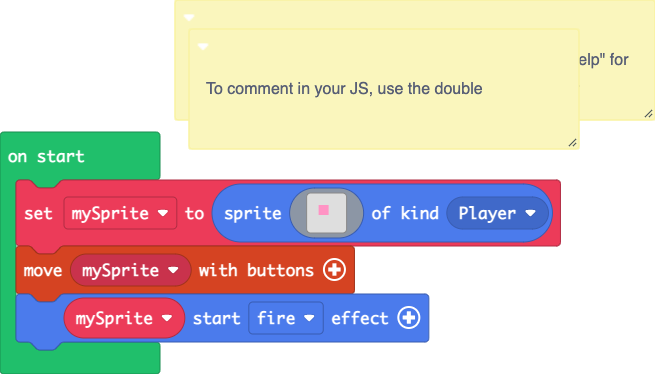 elp" for
To comment in your JS, use the double
on start
set mySprite to sprite of kind Player
move mySprite with buttons
mySprite start fire effect